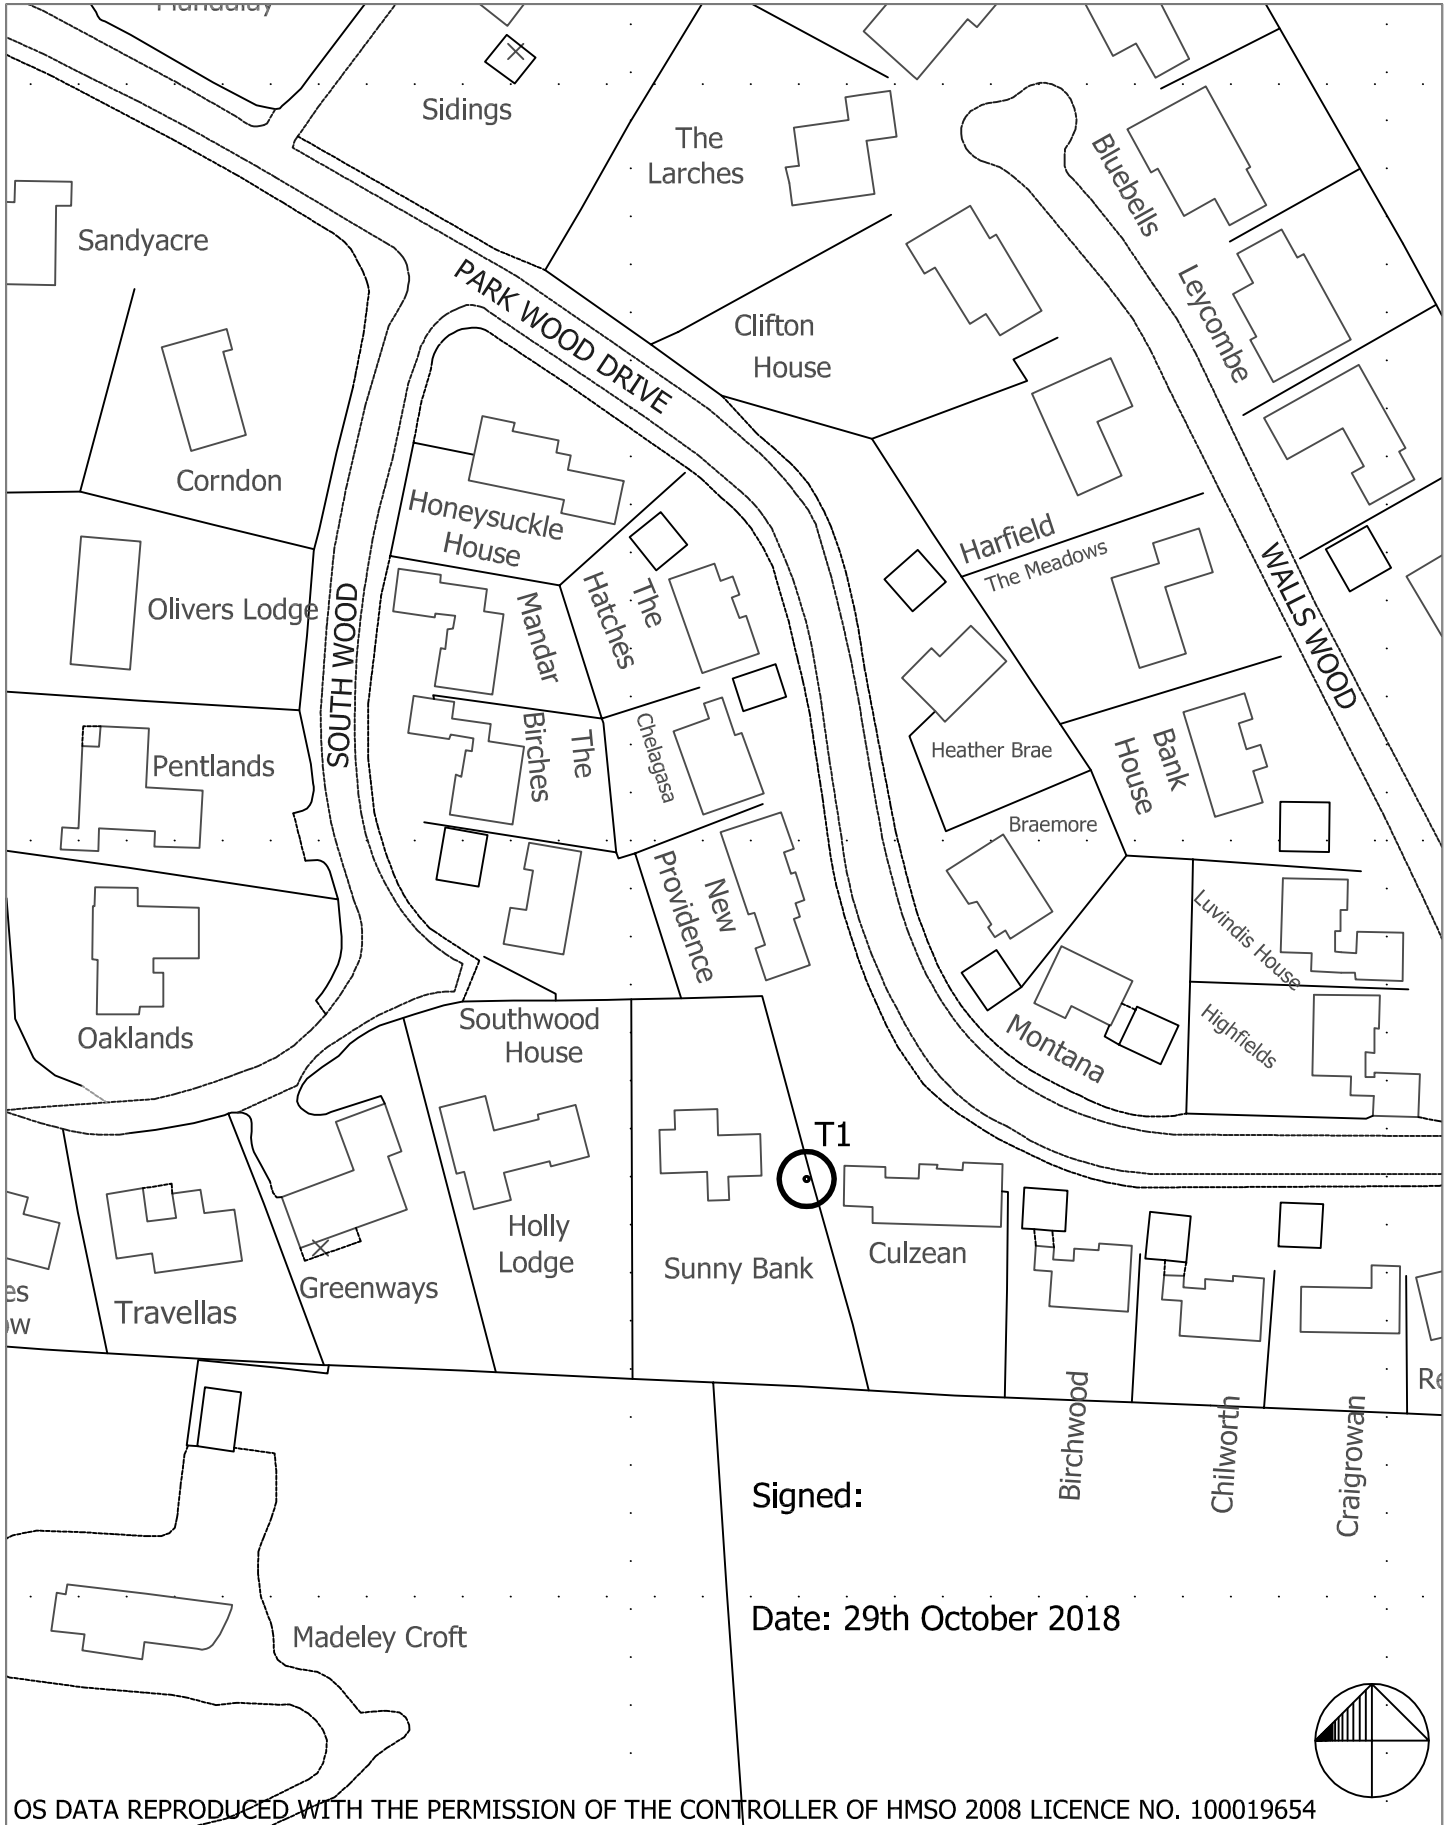 Sidings
The
Larches
Bluebells
Sandyacre
PARK WOOD DRIVE
Leycombe
Clifton
House
Corndon
Honeysuckle
House
Harfield
The Meadows
WALLS WOOD
Olivers Lodge
SOUTH WOOD
Mandar
The
Hatches
The
Birches
Chelagasa
Pentlands
Heather Brae
Bank
House
Braemore
New
Providence
Luvindis House
Oaklands
Southwood
House
Montana
Highfields
T1
Holly
Lodge
Sunny Bank
Culzean
Greenways
Travellas
es
ow
Re
Birchwood
Chilworth
Craigrowan
Signed:
Date: 29th October 2018
Madeley Croft
OS DATA REPRODUCED WITH THE PERMISSION OF THE CONTROLLER OF HMSO 2008 LICENCE NO. 100019654